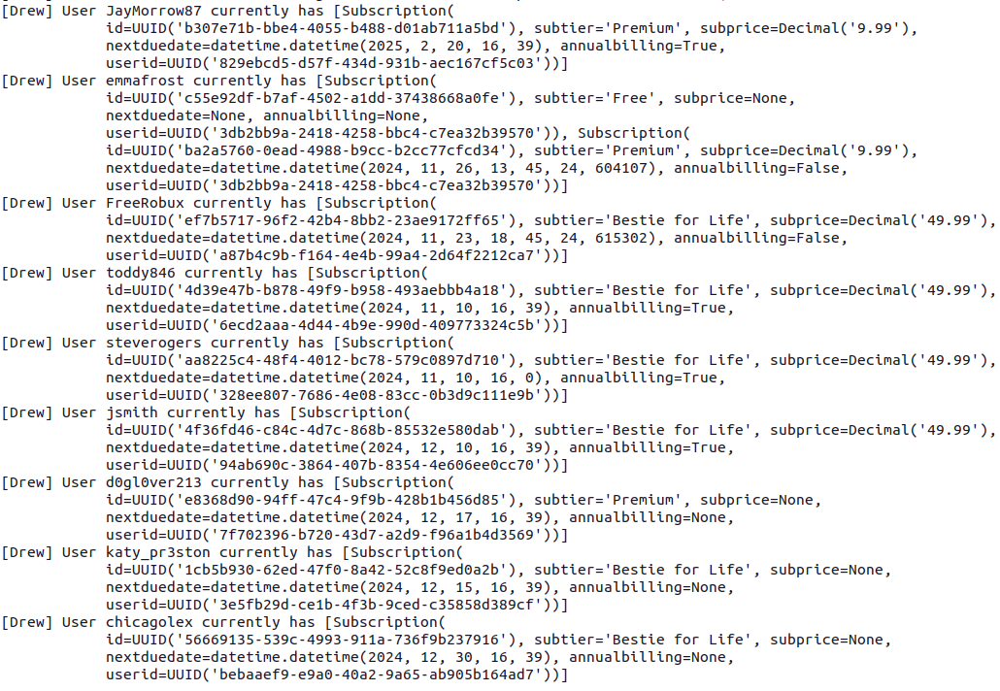 [Drew] User JayMorrow87 currently has [Subscription(
id=UUID('b307e71b-bbe4-4055-b488-d01ab711a5bd'), subtier='Premium', subprice=Decimal('9.99'),
nextduedate=datetime.datetime(2025, 2, 20, 16, 39), annualbilling=True,
userid=UUID('829ebcd5-d57f-434d-931b-aec167cf5c03'))]
[Drew] User emmafrost currently has [Subscription(
id=UUID('c55e92df-b7af-4502-a1dd-37438668a0fe'), subtier='Free', subprice=None,
nextduedate=None, annualbilling=None,
userid=UUID('3db2bb9a-2418-4258-bbc4-c7ea32b39570')), Subscription(
id=UUID('ba2a5760-0ead-4988-b9cc-b2cc77cfcd34'), subtier='Premium', subprice=Decimal('9.99'),
nextduedate=datetime.datetime(2024, 11, 26, 13, 45, 24, 604107), annualbilling=False,
userid=UUID('3db2bb9a-2418-4258-bbc4-c7ea32b39570'))]
[Drew] User FreeRobux currently has [Subscription(
id=UUID('ef7b5717-96f2-42b4-8bb2-23ae9172ff65'), subtier='Bestie for Life', subprice=Decimal('49.99'),
nextduedate=datetime.datetime(2024, 11, 23, 18, 45, 24, 615302), annualbilling=False,
userid=UUID('a87b4c9b-f164-4e4b-99a4-2d64f2212ca7'))]
[Drew] User toddy846 currently has [Subscription(
id=UUID('4d39e47b-b878-49f9-b958-493aebbb4a18'), subtier='Bestie for Life', subprice=Decimal('49.99'),
nextduedate=datetime.datetime(2024, 11, 10, 16, 39), annualbilling=True,
userid=UUID('6ecd2aaa-4d44-4b9e-990d-409773324c5b'))]
[Drew] User steverogers currently has [Subscription(
id=UUID('aa8225c4-48f4-4012-bc78-579c0897d710'), subtier='Bestie for Life', subprice=Decimal('49.99'),
nextduedate=datetime.datetime(2024, 11, 10, 16, 0), annualbilling=True,
userid=UUID('328ee807-7686-4e08-83cc-0b3d9c111e9b'))]
[Drew] User jsmith currently has [Subscription(
id=UUID('4f36fd46-c84c-4d7c-868b-85532e580dab'), subtier='Bestie for Life', subprice=Decimal('49.99'),
nextduedate=datetime.datetime(2024, 12, 10, 16, 39), annualbilling=True,
userid=UUID('94ab690c-3864-407b-8354-4e606ee0cc70'))]
[Drew] User d0gl0ver213 currently has [Subscription(
id=UUID('e8368d90-94ff-47c4-9f9b-428b1b456d85'), subtier='Premium', subprice=None,
nextduedate=datetime.datetime(2024, 12, 17, 16, 39), annualbilling=None,
userid=UUID('7f702396-b720-43d7-a2d9-f96a1b4d3569'))]
[Drew] User katy_pr3ston currently has [Subscription(
id=UUID('1cb5b930-62ed-47f0-8a42-52c8f9ed0a2b'), subtier='Bestie for Life', subprice=None,
nextduedate=datetime.datetime(2024, 12, 15, 16, 39), annualbilling=None,
userid=UUID('3e5fb29d-ce1b-4f3b-9ced-c35858d389cf'))]
[Drew] User chicagolex currently has [Subscription(
id=UUID('56669135-539c-4993-911a-736f9b237916'), subtier='Bestie for Life', subprice=None,
nextduedate=datetime.datetime(2024, 12, 30, 16, 39), annualbilling=None,
userid=UUID('bebaaef9-e9a0-40a2-9a65-ab905b164ad7'))]